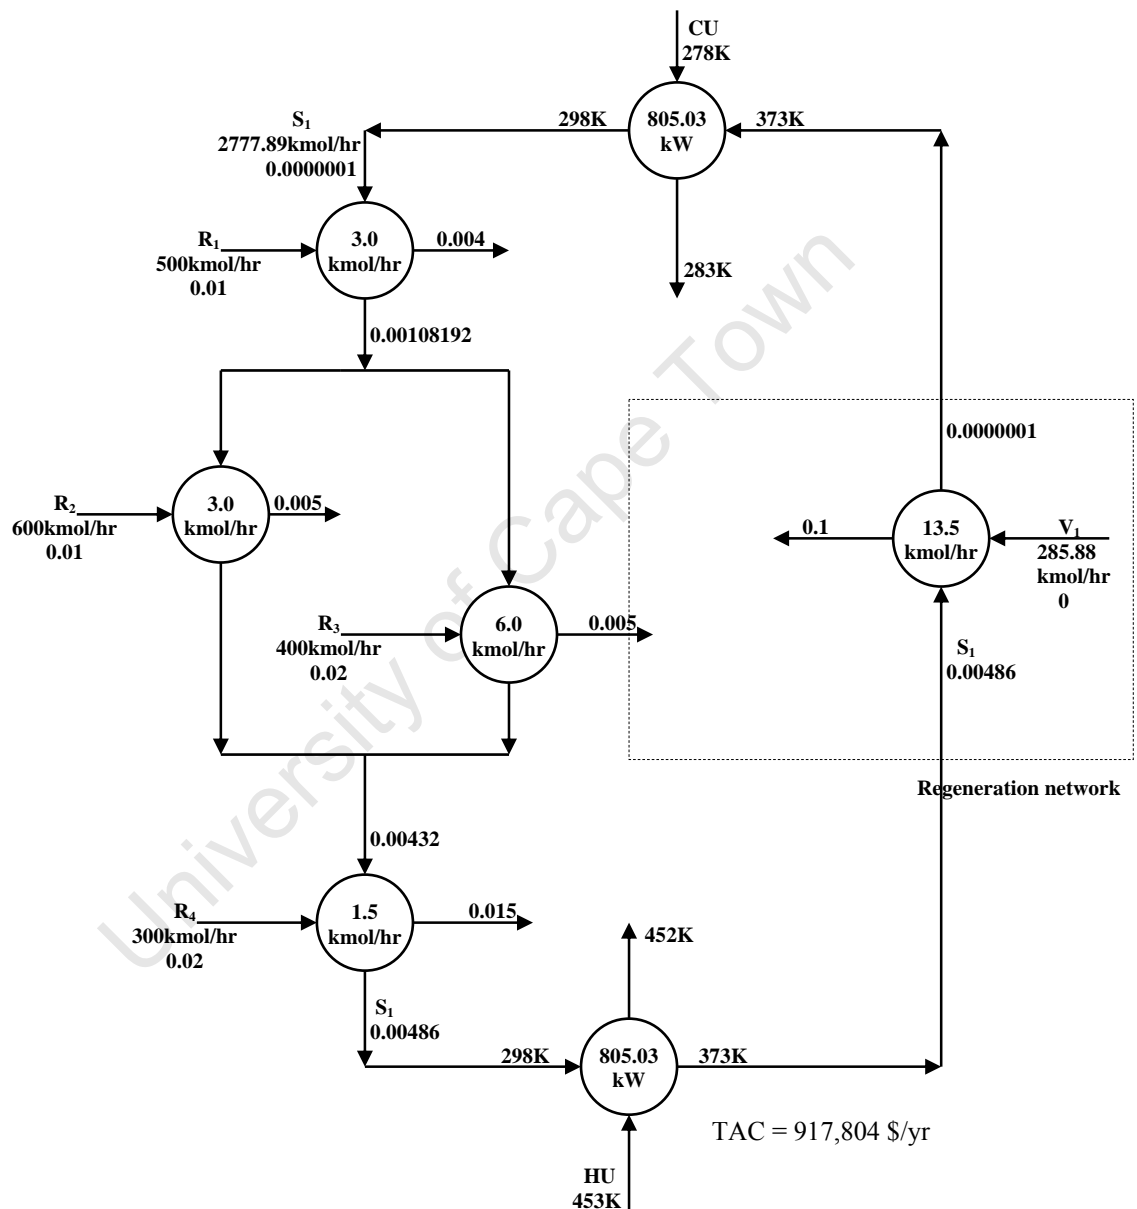 CU
278K
805.03
kW
298K
373K
S₁
2777.89kmol/hr
0.0000001
283K
R₁
500kmol/hr
0.01
3.0
kmol/hr
0.004
0.00108192
R₂
600kmol/hr
0.01
3.0
kmol/hr
0.005
R₃
400kmol/hr
0.02
6.0
kmol/hr
0.005
0.0000001
0.1
13.5
kmol/hr
V₁
285.88
kmol/hr
0
S₁
0.00486
Regeneration network
0.00432
R₄
300kmol/hr
0.02
1.5
kmol/hr
0.015
S₁
0.00486
452K
298K
805.03
kW
373K
HU
453K
TAC = 917,804 $/yr
University of Cape Town